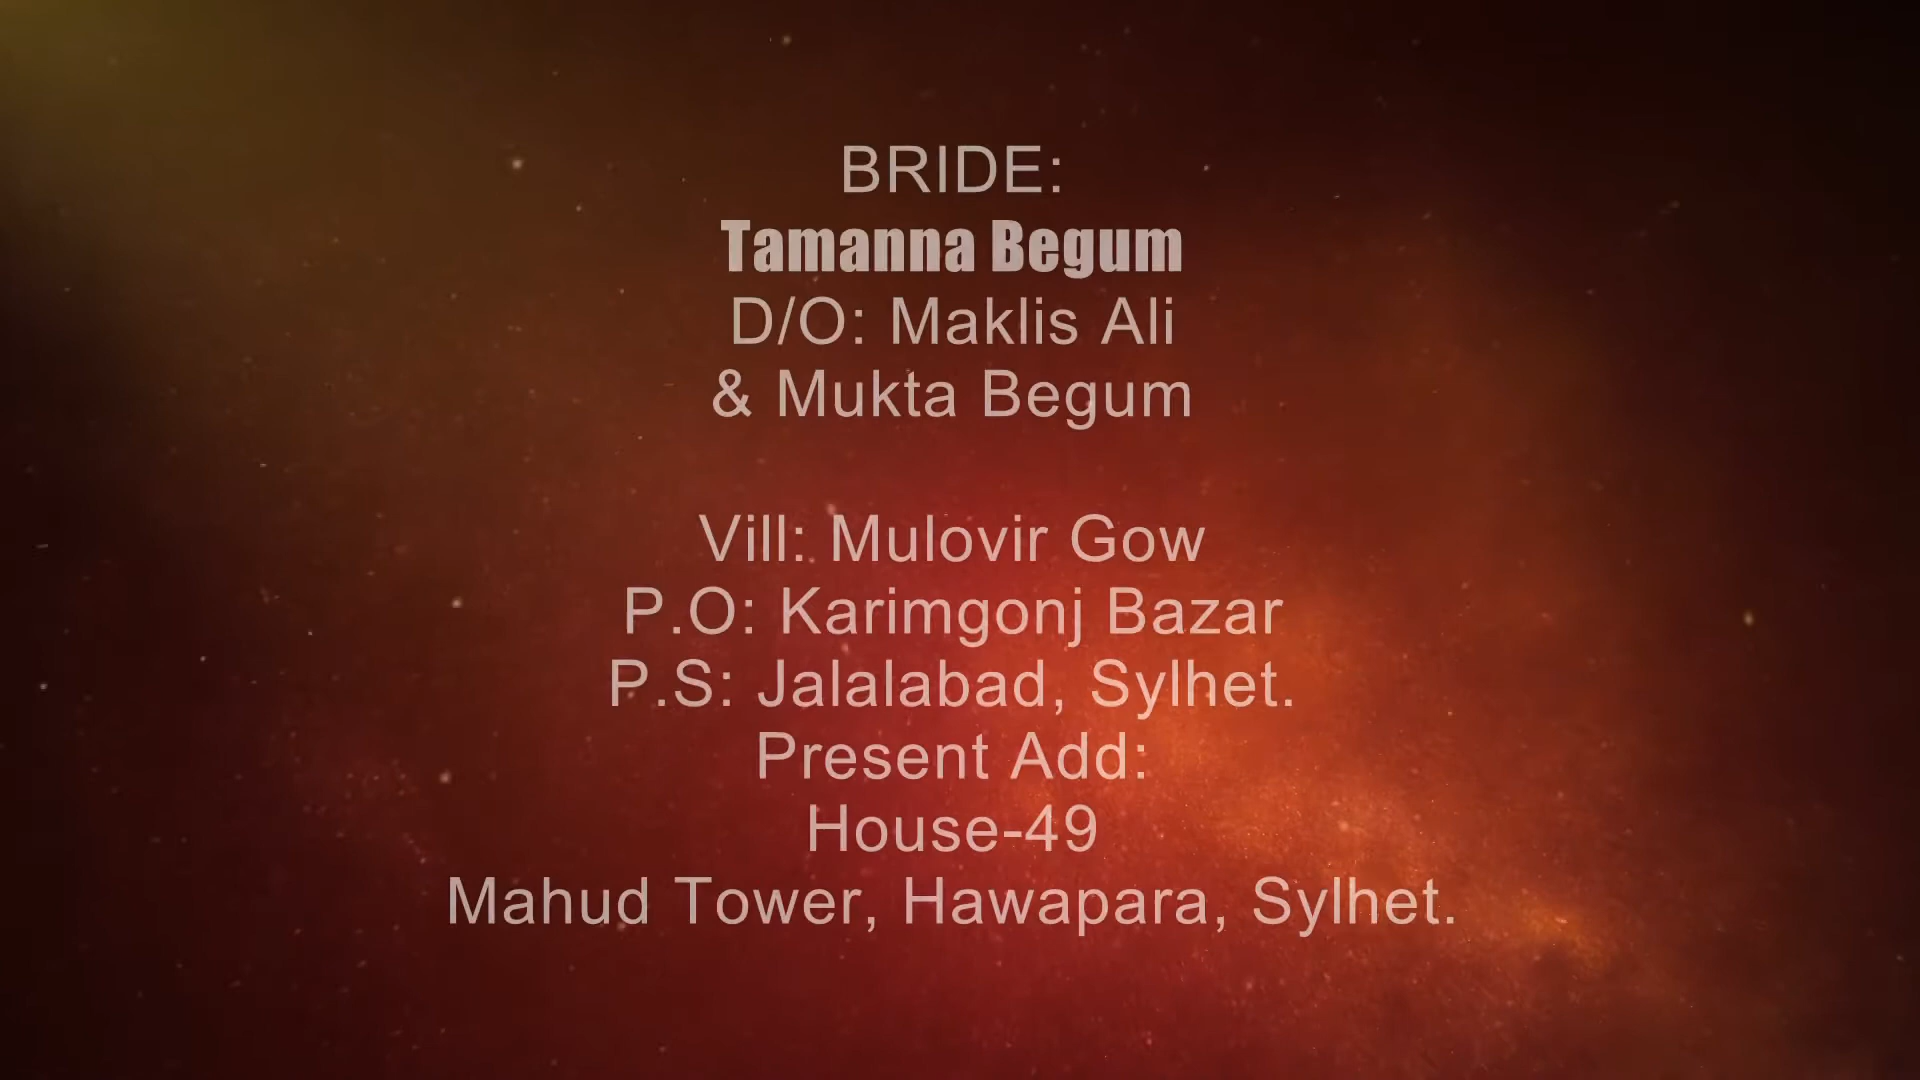 BRIDE:
Tamanna Begum
D/O: Maklis Ali
& Mukta Begum
Vill: Mulovir Gow
P.O: Karimgonj Bazar
P.S: Jalalabad, Sylhet.
Present Add:
House-49
Mahud Tower, Hawapara, Sylhet.